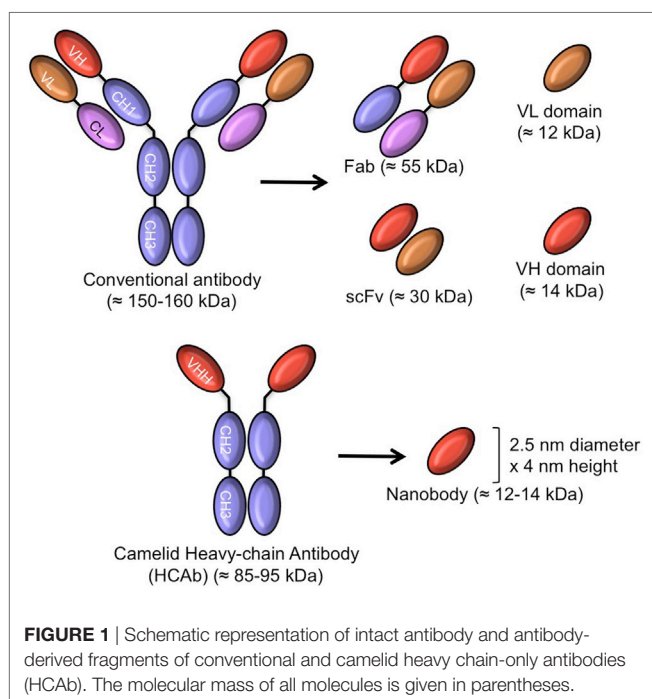 VH
VL
CH1
CL
CH2
CH3
Conventional antibody
(≈ 150-160 kDa)
Fab (≈ 55 kDa)
VL domain
(≈ 12 kDa)
scFv (≈ 30 kDa)
VH domain
(≈ 14 kDa)
VHH
CH2
CH3
Camelid Heavy-chain Antibody
(HCAb) (≈ 85-95 kDa)
2.5 nm diameter
x 4 nm height
Nanobody (≈ 12-14 kDa)
FIGURE 1 | Schematic representation of intact antibody and antibody-
derived fragments of conventional and camelid heavy chain-only antibodies
(HCAb). The molecular mass of all molecules is given in parentheses.